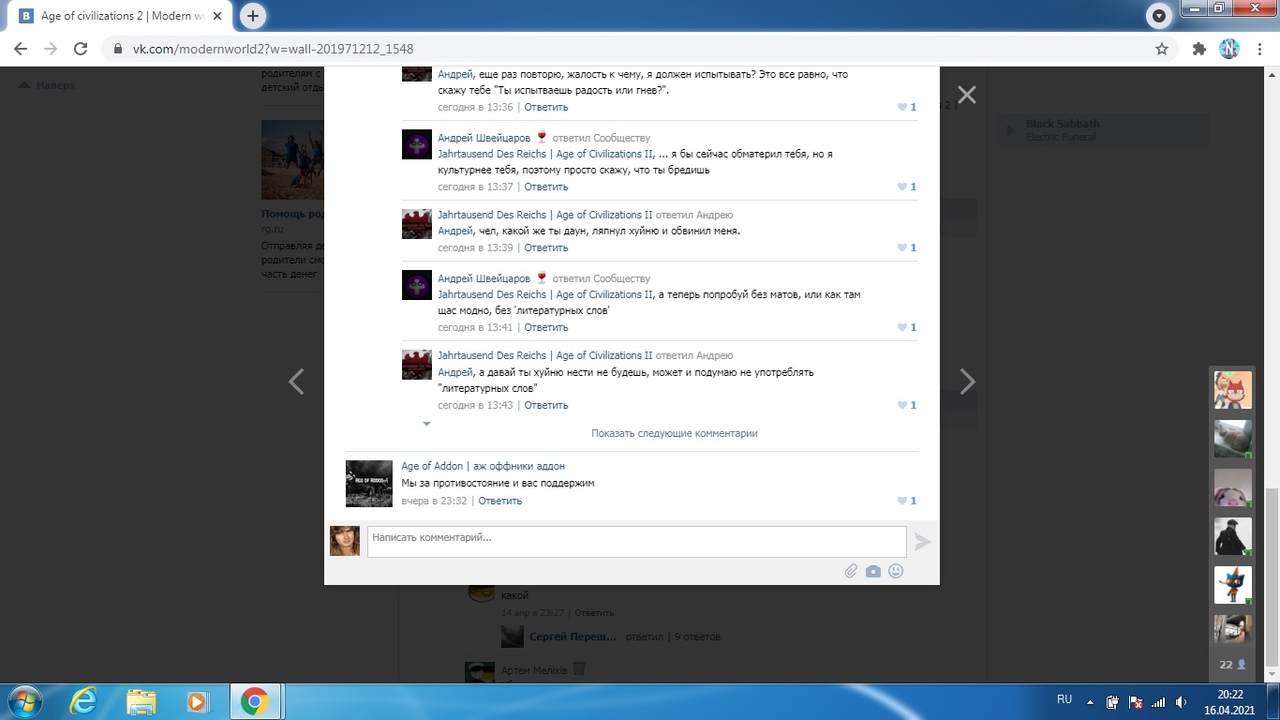 Age of civilizations 2 | Modern w
vk.com/modernworld2?w=wall-201971212_1548
Наверх
родителям с
детский отды
Помощь род
rg.ru
Отправляя де
родители смо
часть денег
Андрей, еще раз повторю, жалость к чему, я должен испытывать? Это все равно, что
скажу тебе "Ты испытваешь радость или гнев?".
сегодня в 13:36 | Ответить
1
Андрей Швейцаров 🍷 ответил Сообществу
Jahrtausend Des Reichs | Age of Civilizations II, ... я бы сейчас обматерил тебя, но я
культурнее тебя, поэтому просто скажу, что ты бредишь
сегодня в 13:37 | Ответить
1
Jahrtausend Des Reichs | Age of Civilizations II ответил Андрею
Андрей, чел, какой же ты даун, ляпнул хуйню и обвинил меня.
сегодня в 13:39 | Ответить
1
Андрей Швейцаров 🍷 ответил Сообществу
Jahrtausend Des Reichs | Age of Civilizations II, а теперь попробуй без матов, или как там
щас модно, без 'литературных слов'
сегодня в 13:41 | Ответить
1
Jahrtausend Des Reichs | Age of Civilizations II ответил Андрею
Андрей, а давай ты хуйню нести не будешь, может и подумаю не употреблять
"литературных слов"
сегодня в 13:43 | Ответить
1
Показать следующие комментарии
Age of Addon | аж оффники аддон
Мы за противостояние и вас поддержим
вчера в 23:32 | Ответить
1
Написать комментарий...
какой
14 апр в 23:27 | Ответить
Сергей Переш... ответил | 9 ответов
Артем Меліхів
2 |
Black Sabbath
Electric Funeral
22
RU
20:22
16.04.2021